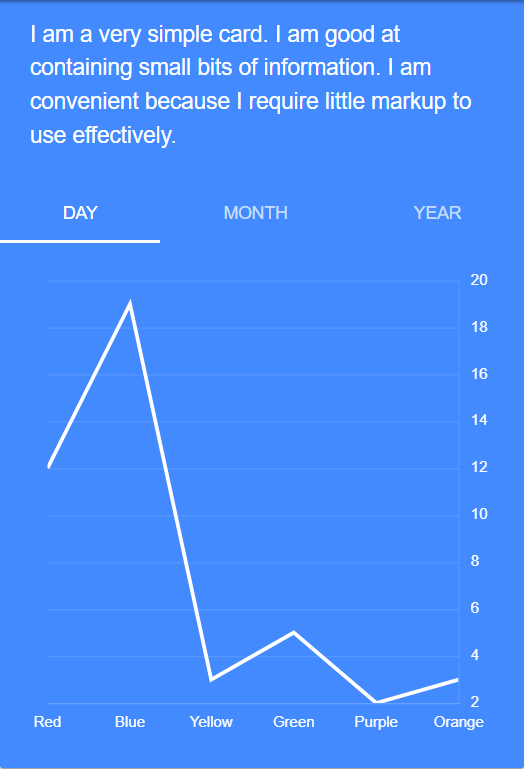 I am a very simple card. I am good at
containing small bits of information. I am
convenient because I require little markup to
use effectively.
DAY MONTH YEAR
20
18
16
14
12
10
8
6
4
2
Red Blue Yellow Green Purple Orange